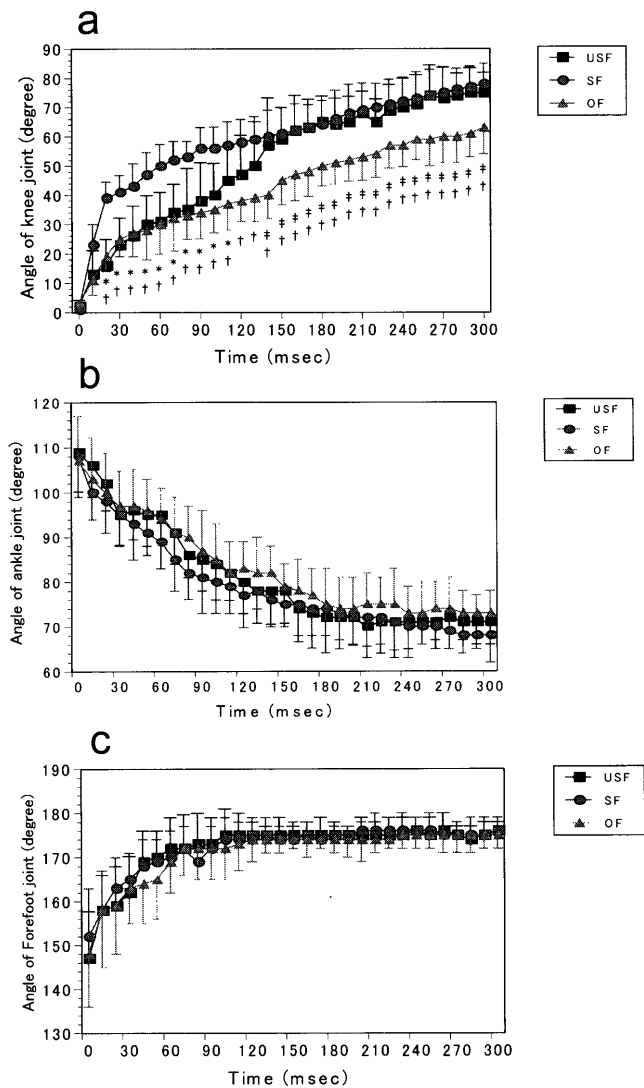 a
90
80
70
60
50
40
30
20
10
0
Angle of knee joint (degree)
‡ ‡ ‡ ‡ ‡ ‡ ‡ ‡ ‡ ‡ ‡ ‡ ‡ ‡ ‡ ‡
* * * * * * * * * * †
† † † † † † † † † † † † † † † † † † † † † † † † † † †
0 30 60 90 120 150 180 210 240 270 300
Time (msec)
USF
SF
OF
b
120
110
100
90
80
70
60
Angle of ankle joint (degree)
0 30 60 90 120 150 180 210 240 270 300
Time (msec)
USF
SF
OF
c
180
170
160
150
140
130
Angle of Forefoot joint (degree)
0 30 60 90 120 150 180 210 240 270 300
Time (msec)
USF
SF
OF